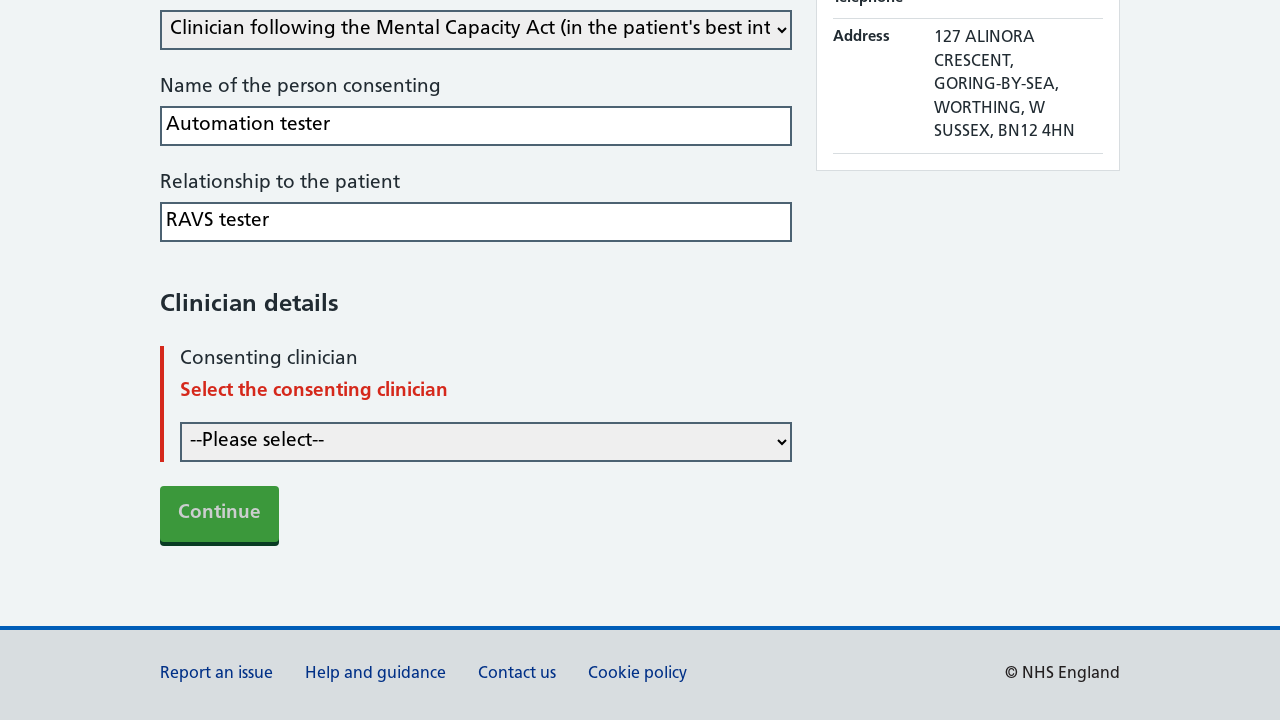 Telephone
Clinician following the Mental Capacity Act (in the patient's best int
Name of the person consenting
Automation tester
Relationship to the patient
RAVS tester
Clinician details
Consenting clinician
Select the consenting clinician
--Please select--
Continue
Address
127 ALINORA
CRESCENT,
GORING-BY-SEA,
WORTHING, W
SUSSEX, BN12 4HN
Report an issue
Help and guidance
Contact us
Cookie policy
© NHS England